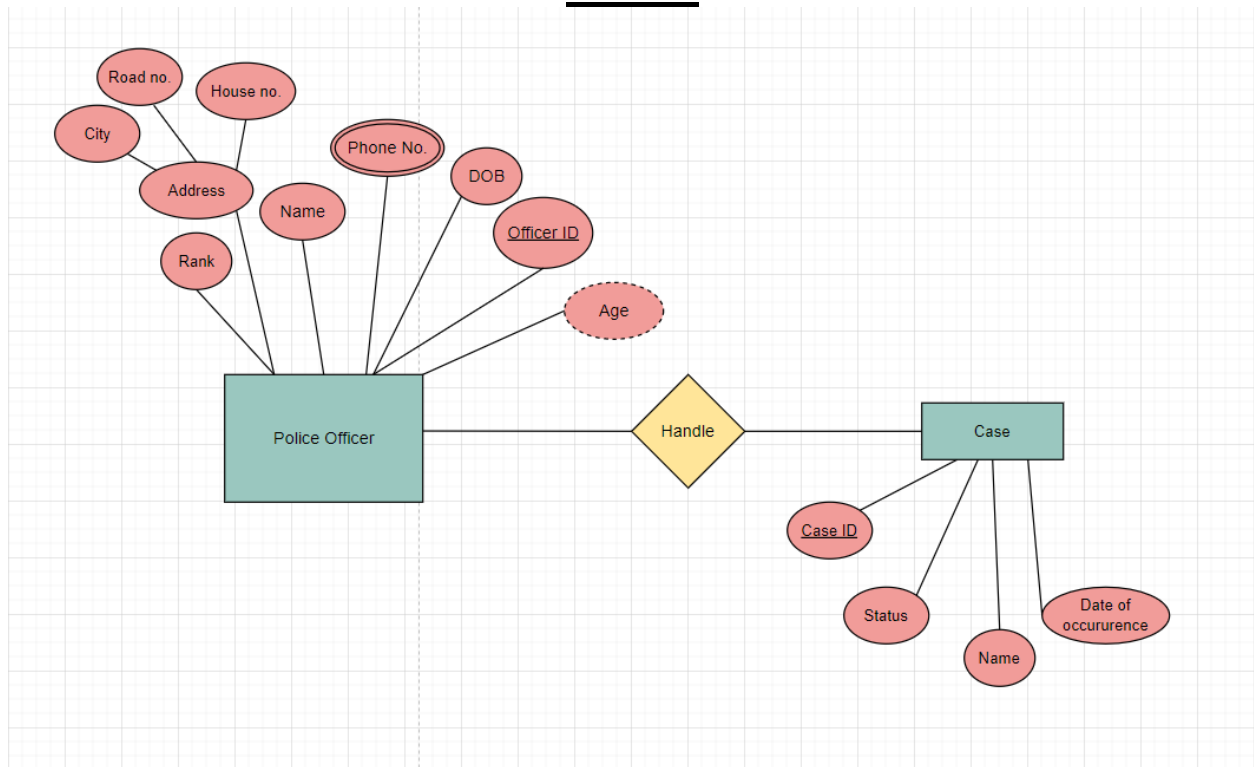 Road no.
House no.
City
Phone No.
DOB
Address
Name
Officer ID
Rank
Age
Police Officer
Handle
Case
Case ID
Status
Date of
occururence
Name